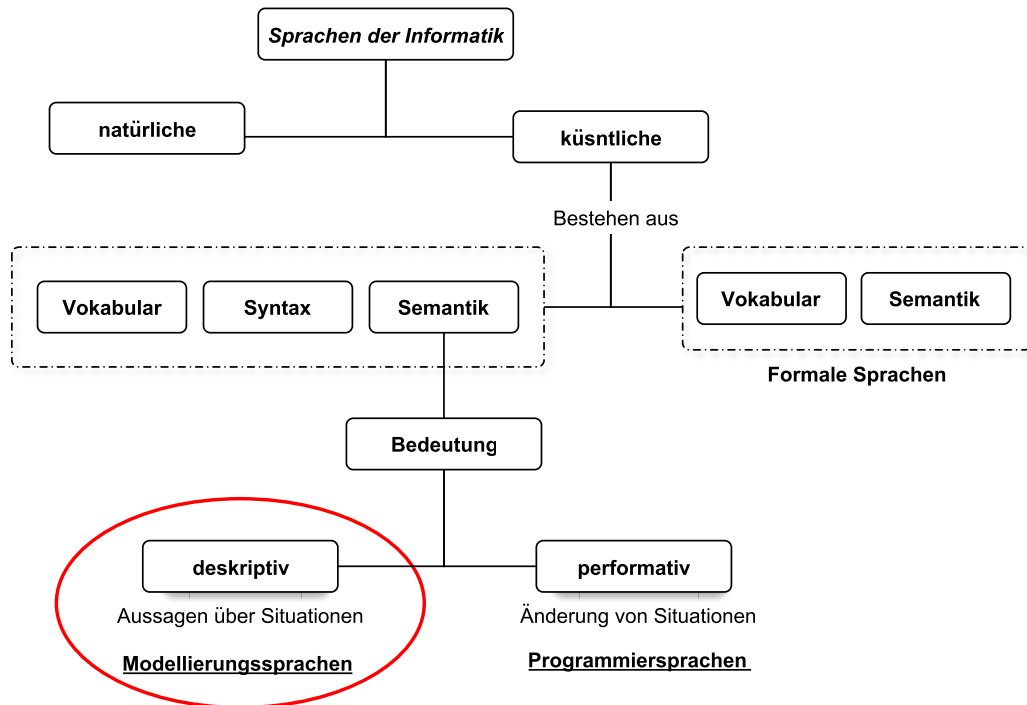 Sprachen der Informatik
natürliche
küsntliche
Bestehen aus
Vokabular
Syntax
Semantik
Vokabular
Semantik
Formale Sprachen
Bedeutung
deskriptiv
performativ
Aussagen über Situationen
Änderung von Situationen
Modellierungssprachen
Programmiersprachen